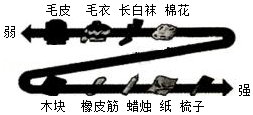 毛皮 毛衣 长白袜 棉花
弱
强
木块 橡皮筋 蜡烛 纸 梳子